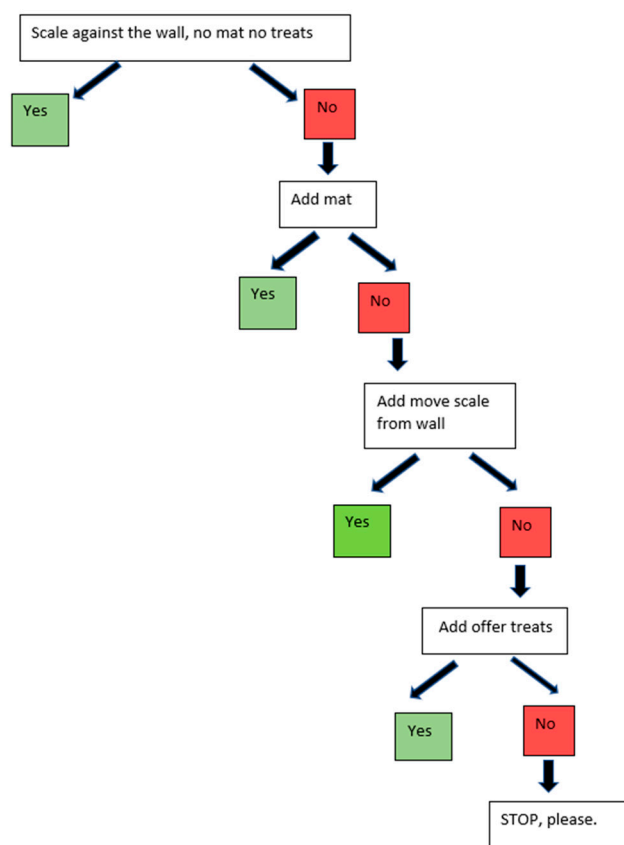 Scale against the wall, no mat no treats
Yes
No
Add mat
Yes
No
Add move scale
from wall
Yes
No
Add offer treats
Yes
No
STOP, please.